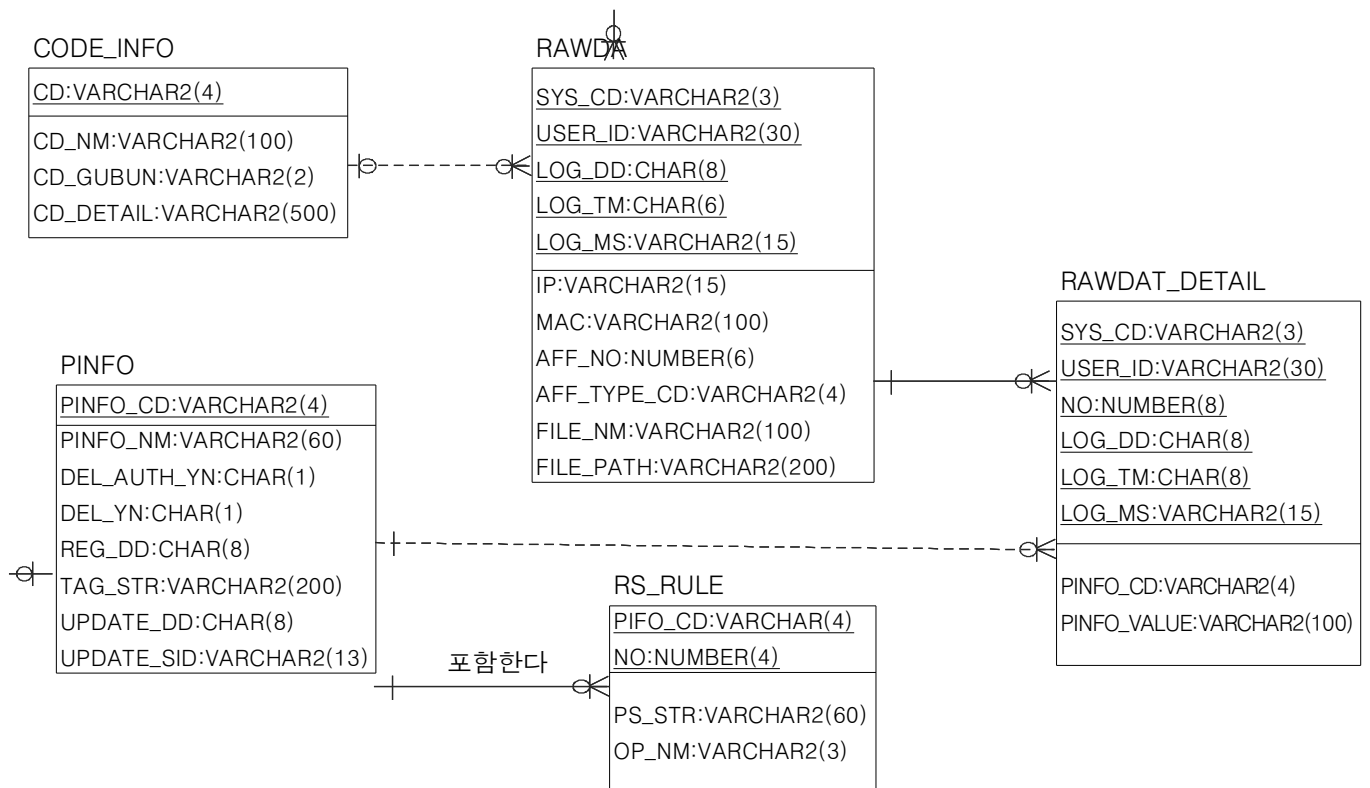 CODE_INFO
CD:VARCHAR2(4)
CD_NM:VARCHAR2(100)
CD_GUBUN:VARCHAR2(2)
CD_DETAIL:VARCHAR2(500)
RAWDA
SYS_CD:VARCHAR2(3)
USER_ID:VARCHAR2(30)
LOG_DD:CHAR(8)
LOG_TM:CHAR(6)
LOG_MS:VARCHAR2(15)
IP:VARCHAR2(15)
MAC:VARCHAR2(100)
AFF_NO:NUMBER(6)
AFF_TYPE_CD:VARCHAR2(4)
FILE_NM:VARCHAR2(100)
FILE_PATH:VARCHAR2(200)
RAWDAT_DETAIL
SYS_CD:VARCHAR2(3)
USER_ID:VARCHAR2(30)
NO:NUMBER(8)
LOG_DD:CHAR(8)
LOG_TM:CHAR(8)
LOG_MS:VARCHAR2(15)
PINFO_CD:VARCHAR2(4)
PINFO_VALUE:VARCHAR2(100)
PINFO
PINFO_CD:VARCHAR2(4)
PINFO_NM:VARCHAR2(60)
DEL_AUTH_YN:CHAR(1)
DEL_YN:CHAR(1)
REG_DD:CHAR(8)
TAG_STR:VARCHAR2(200)
UPDATE_DD:CHAR(8)
UPDATE_SID:VARCHAR2(13)
포함한다
RS_RULE
PIFO_CD:VARCHAR(4)
NO:NUMBER(4)
PS_STR:VARCHAR2(60)
OP_NM:VARCHAR2(3)